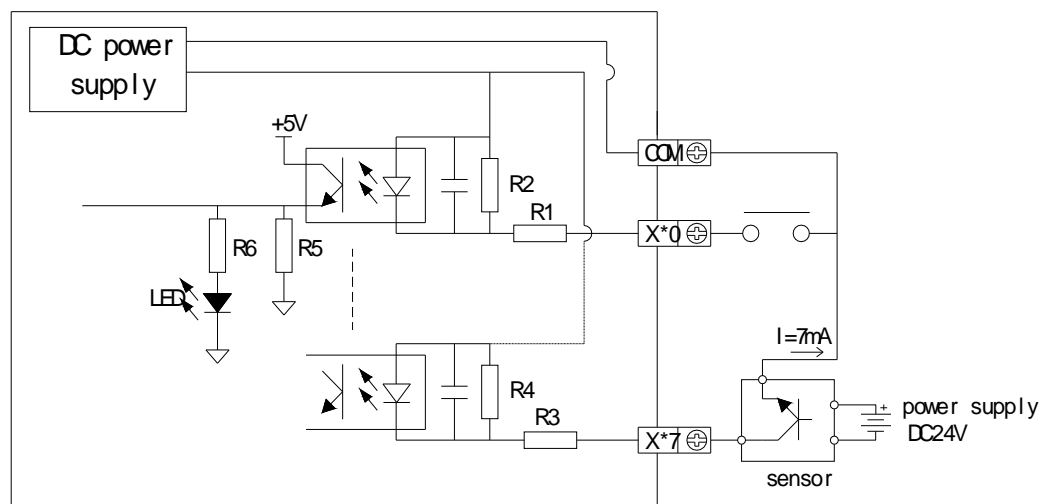 DC power
supply
+5V
COM
R2
R1
X*0
R6
R5
LED
I=7mA
R4
R3
X*7
+
power supply
DC24V
sensor